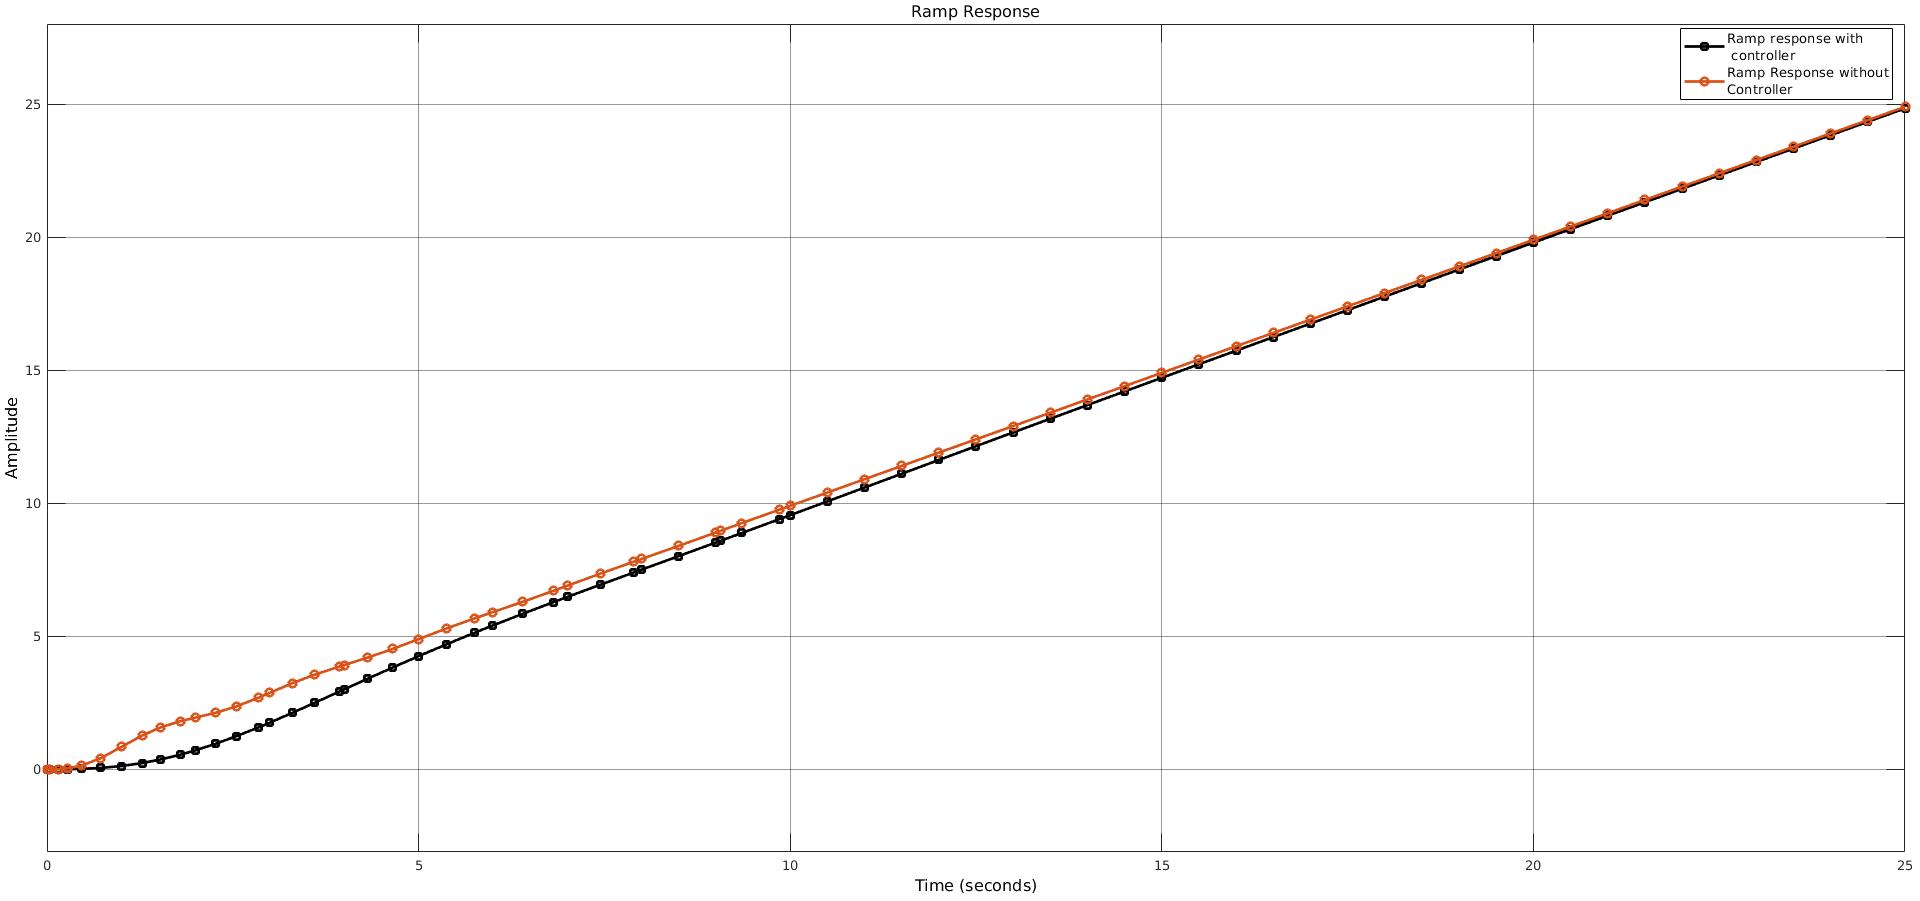 Ramp Response
Ramp response with
controller
Ramp Response without
Controller
25
20
15
10
5
0
Amplitude
0 5 10 15 20 25
Time (seconds)